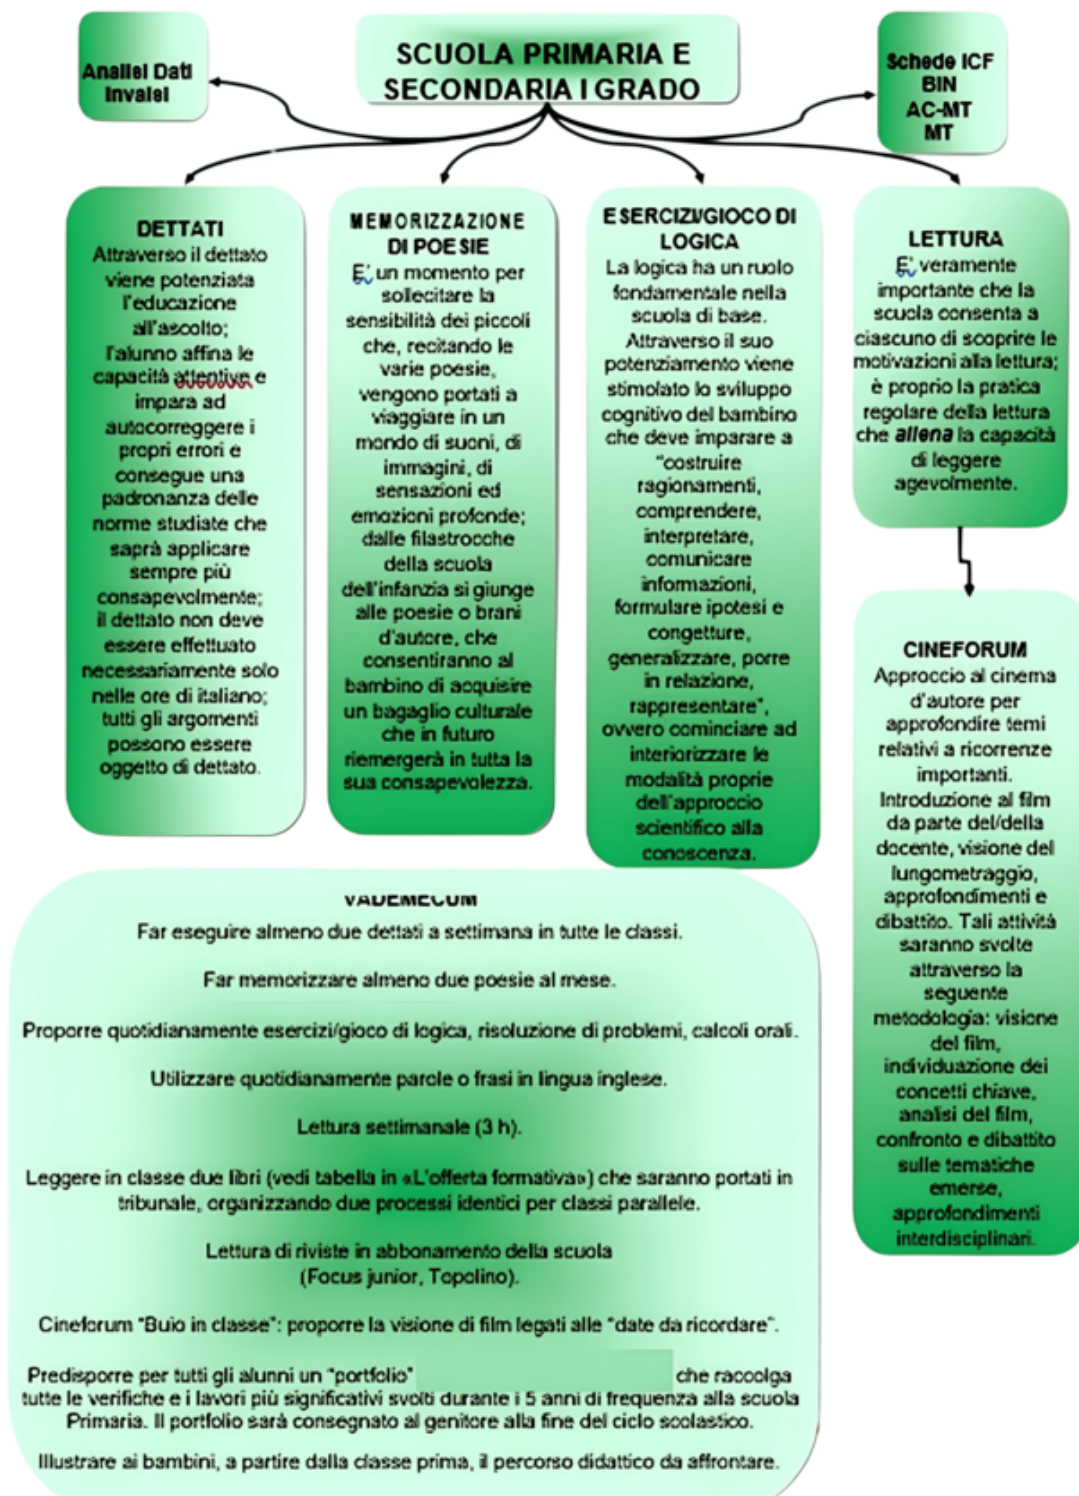 Analisi Dati
Invalsi
SCUOLA PRIMARIA E
SECONDARIA I GRADO
Schede ICF
BIN
AC-MT
MT
DETTATI
Attraverso il dettato
viene potenziata
l'educazione
all'ascolto;
l'alunno affina le
capacità attentive e
impara ad
autocorreggere i
propri errori e
consegue una
padronanza delle
norme studiate che
saprà applicare
sempre più
consapevolmente;
il dettato non deve
essere effettuato
necessariamente solo
nelle ore di italiano;
tutti gli argomenti
possono essere
oggetto di dettato.
MEMORIZZAZIONE
DI POESIE
E' un momento per
sollecitare la
sensibilità dei piccoli
che, recitando le
varie poesie,
vengono portati a
viaggiare in un
mondo di suoni, di
immagini, di
sensazioni ed
emozioni profonde;
dalle filastrocche
della scuola
dell'infanzia si giunge
alle poesie o brani
d'autore, che
consentiranno al
bambino di acquisire
un bagaglio culturale
che in futuro
riemergerà in tutta la
sua consapevolezza.
ESERCIZI/GIOCO DI
LOGICA
La logica ha un ruolo
fondamentale nella
scuola di base.
Attraverso il suo
potenziamento viene
stimolato lo sviluppo
cognitivo del bambino
che deve imparare a
"costruire
ragionamenti,
comprendere,
interpretare,
comunicare
informazioni,
formulare ipotesi e
congetture,
generalizzare, porre
in relazione,
rappresentare",
ovvero cominciare ad
interiorizzare le
modalità proprie
dell'approccio
scientifico alla
conoscenza.
LETTURA
E' veramente
importante che la
scuola consenta a
ciascuno di scoprire le
motivazioni alla lettura;
è proprio la pratica
regolare della lettura
che allena la capacità
di leggere
agevolmente.
CINEFORUM
Approccio al cinema
d'autore per
approfondire temi
relativi a ricorrenze
importanti.
Introduzione al film
da parte del/della
docente, visione del
lungometraggio,
approfondimenti e
dibattito. Tali attività
saranno svolte
attraverso la
seguente
metodologia: visione
del film,
individuazione dei
concetti chiave,
analisi del film,
confronto e dibattito
sulle tematiche
emerse,
approfondimenti
interdisciplinari.
VADEMECUM
Far eseguire almeno due dettati a settimana in tutte le classi.
Far memorizzare almeno due poesie al mese.
Proporre quotidianamente esercizi/gioco di logica, risoluzione di problemi, calcoli orali.
Utilizzare quotidianamente parole o frasi in lingua inglese.
Lettura settimanale (3 h).
Leggere in classe due libri (vedi tabella in «L'offerta formativa») che saranno portati in
tribunale, organizzando due processi identici per classi parallele.
Lettura di riviste in abbonamento della scuola
(Focus junior, Topolino).
Cineforum "Buio in classe": proporre la visione di film legati alle "date da ricordare".
Predisporre per tutti gli alunni un "portfolio" che raccolga
tutte le verifiche e i lavori più significativi svolti durante i 5 anni di frequenza alla scuola
Primaria. Il portfolio sarà consegnato al genitore alla fine del ciclo scolastico.
Illustrare ai bambini, a partire dalla classe prima, il percorso didattico da affrontare.